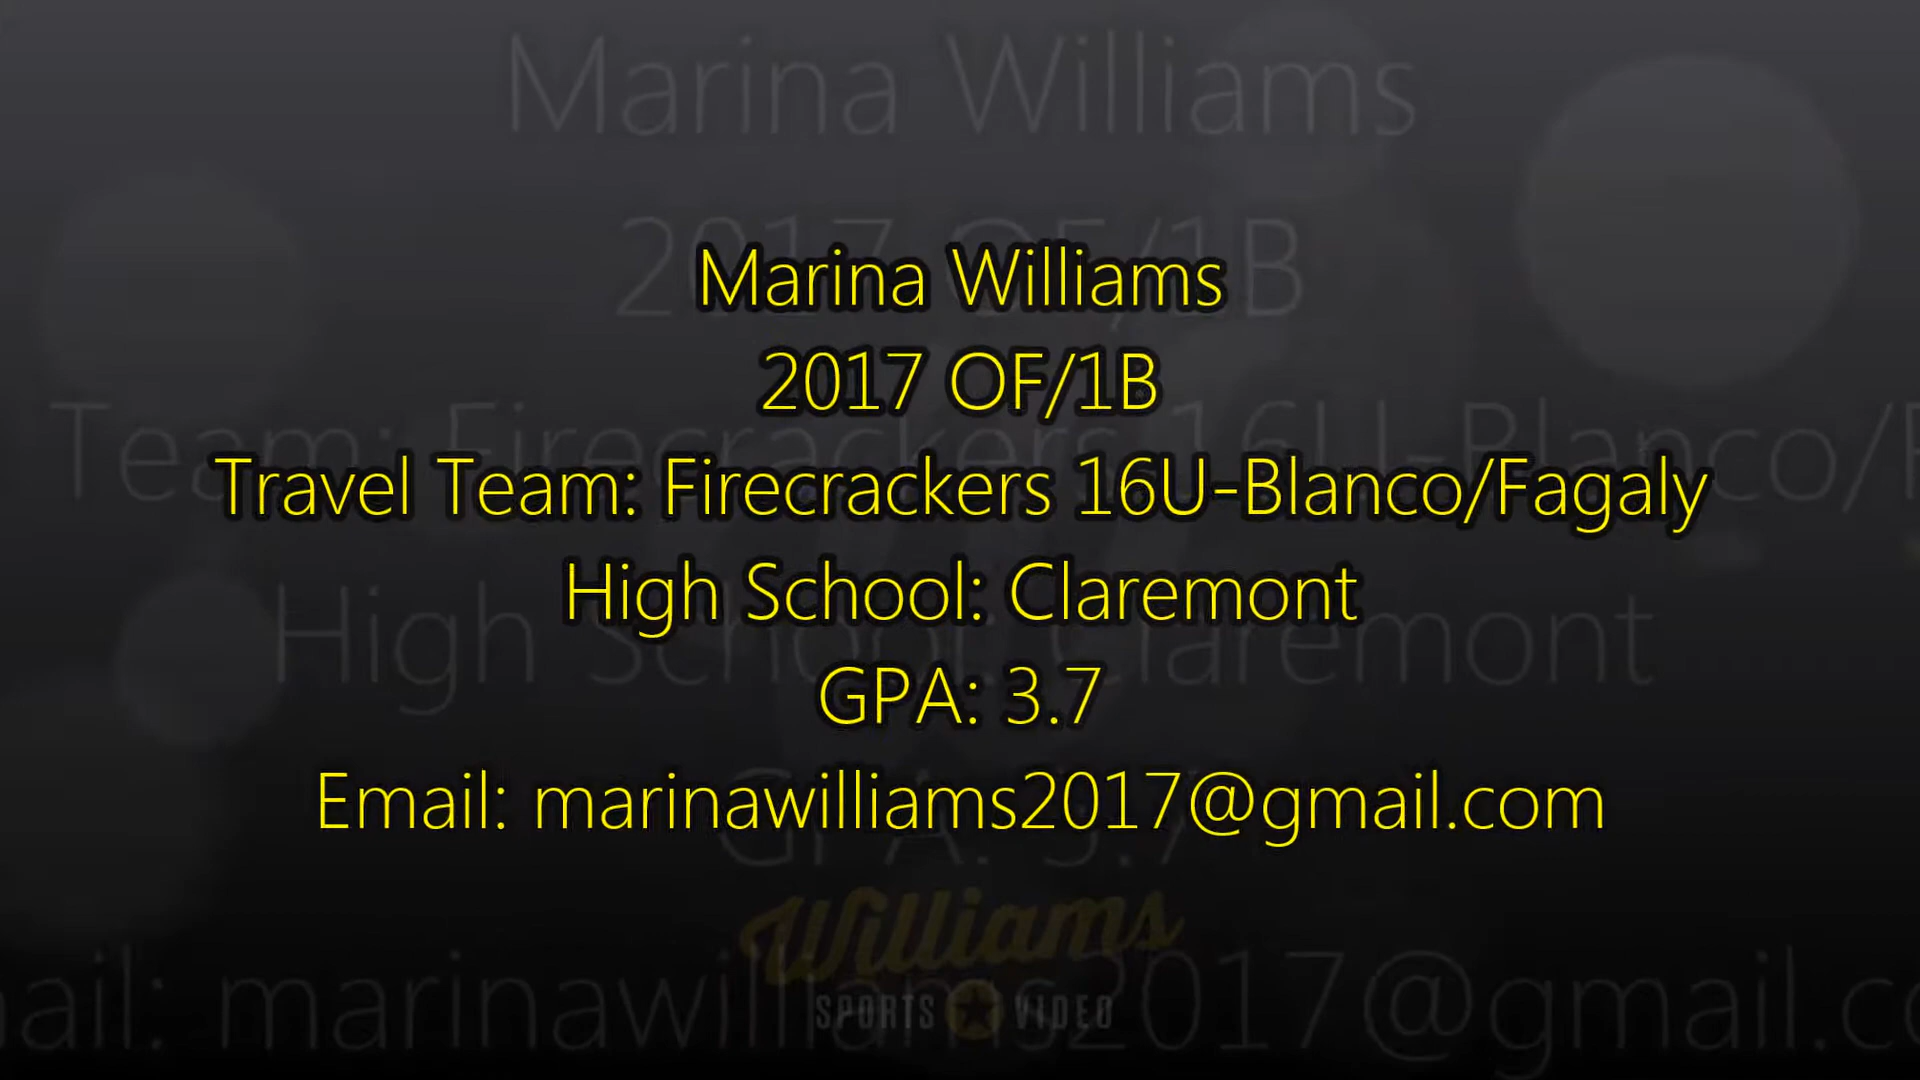 Marina Williams
2017 OF/1B
Travel Team: Firecrackers 16U-Blanco/Fagaly
High School: Claremont
GPA: 3.7
Email: marinawilliams2017@gmail.com
Williams
SPORTS VIDEO